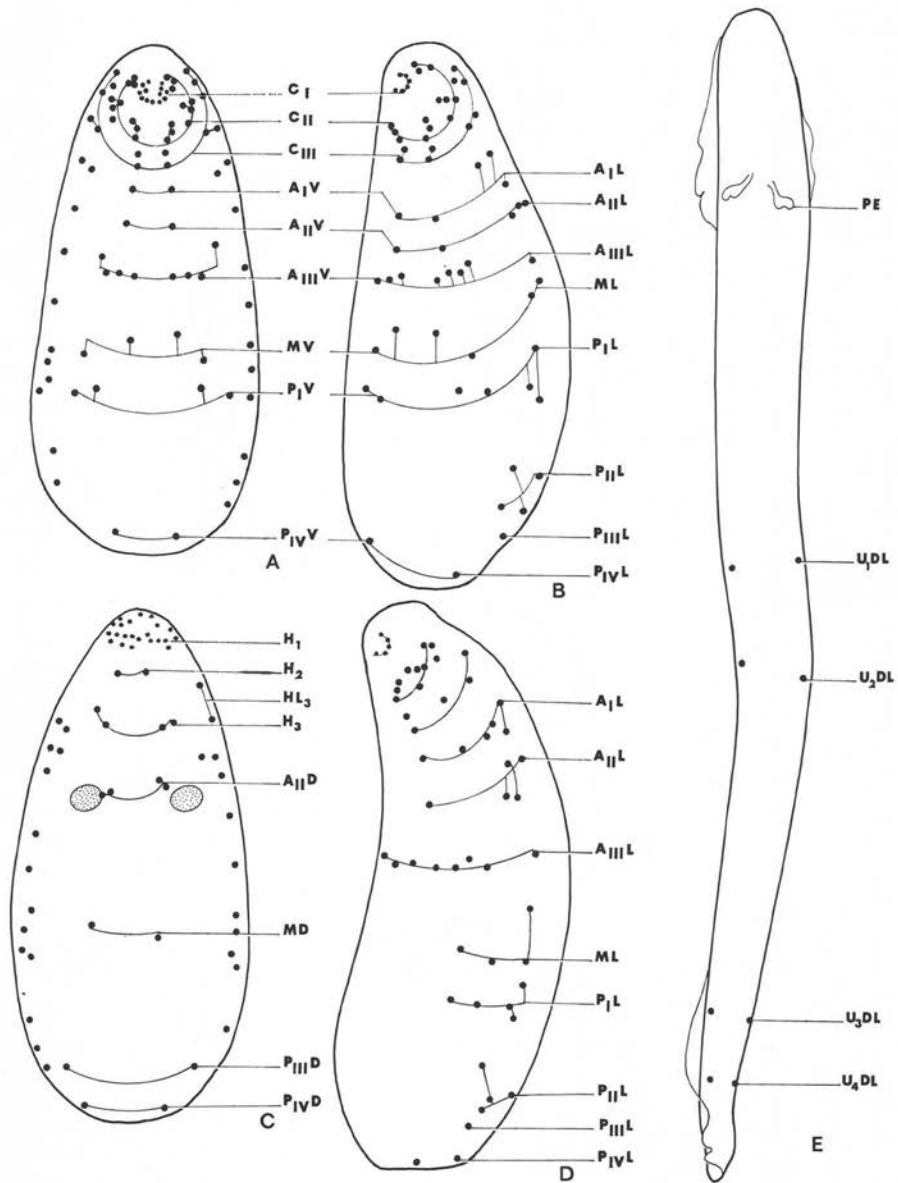 C I
C II
C III
A I V
A II V
A III V
M V
P I V
P IV V
A
A I L
A II L
A III L
M L
P I L
P II L
P III L
P IV L
B
H1
H2
HL3
H3
A II D
M D
P III D
P IV D
C
A I L
A II L
A III L
M L
P I L
P II L
P III L
P IV L
D
PE
U1DL
U2DL
U3DL
U4DL
E